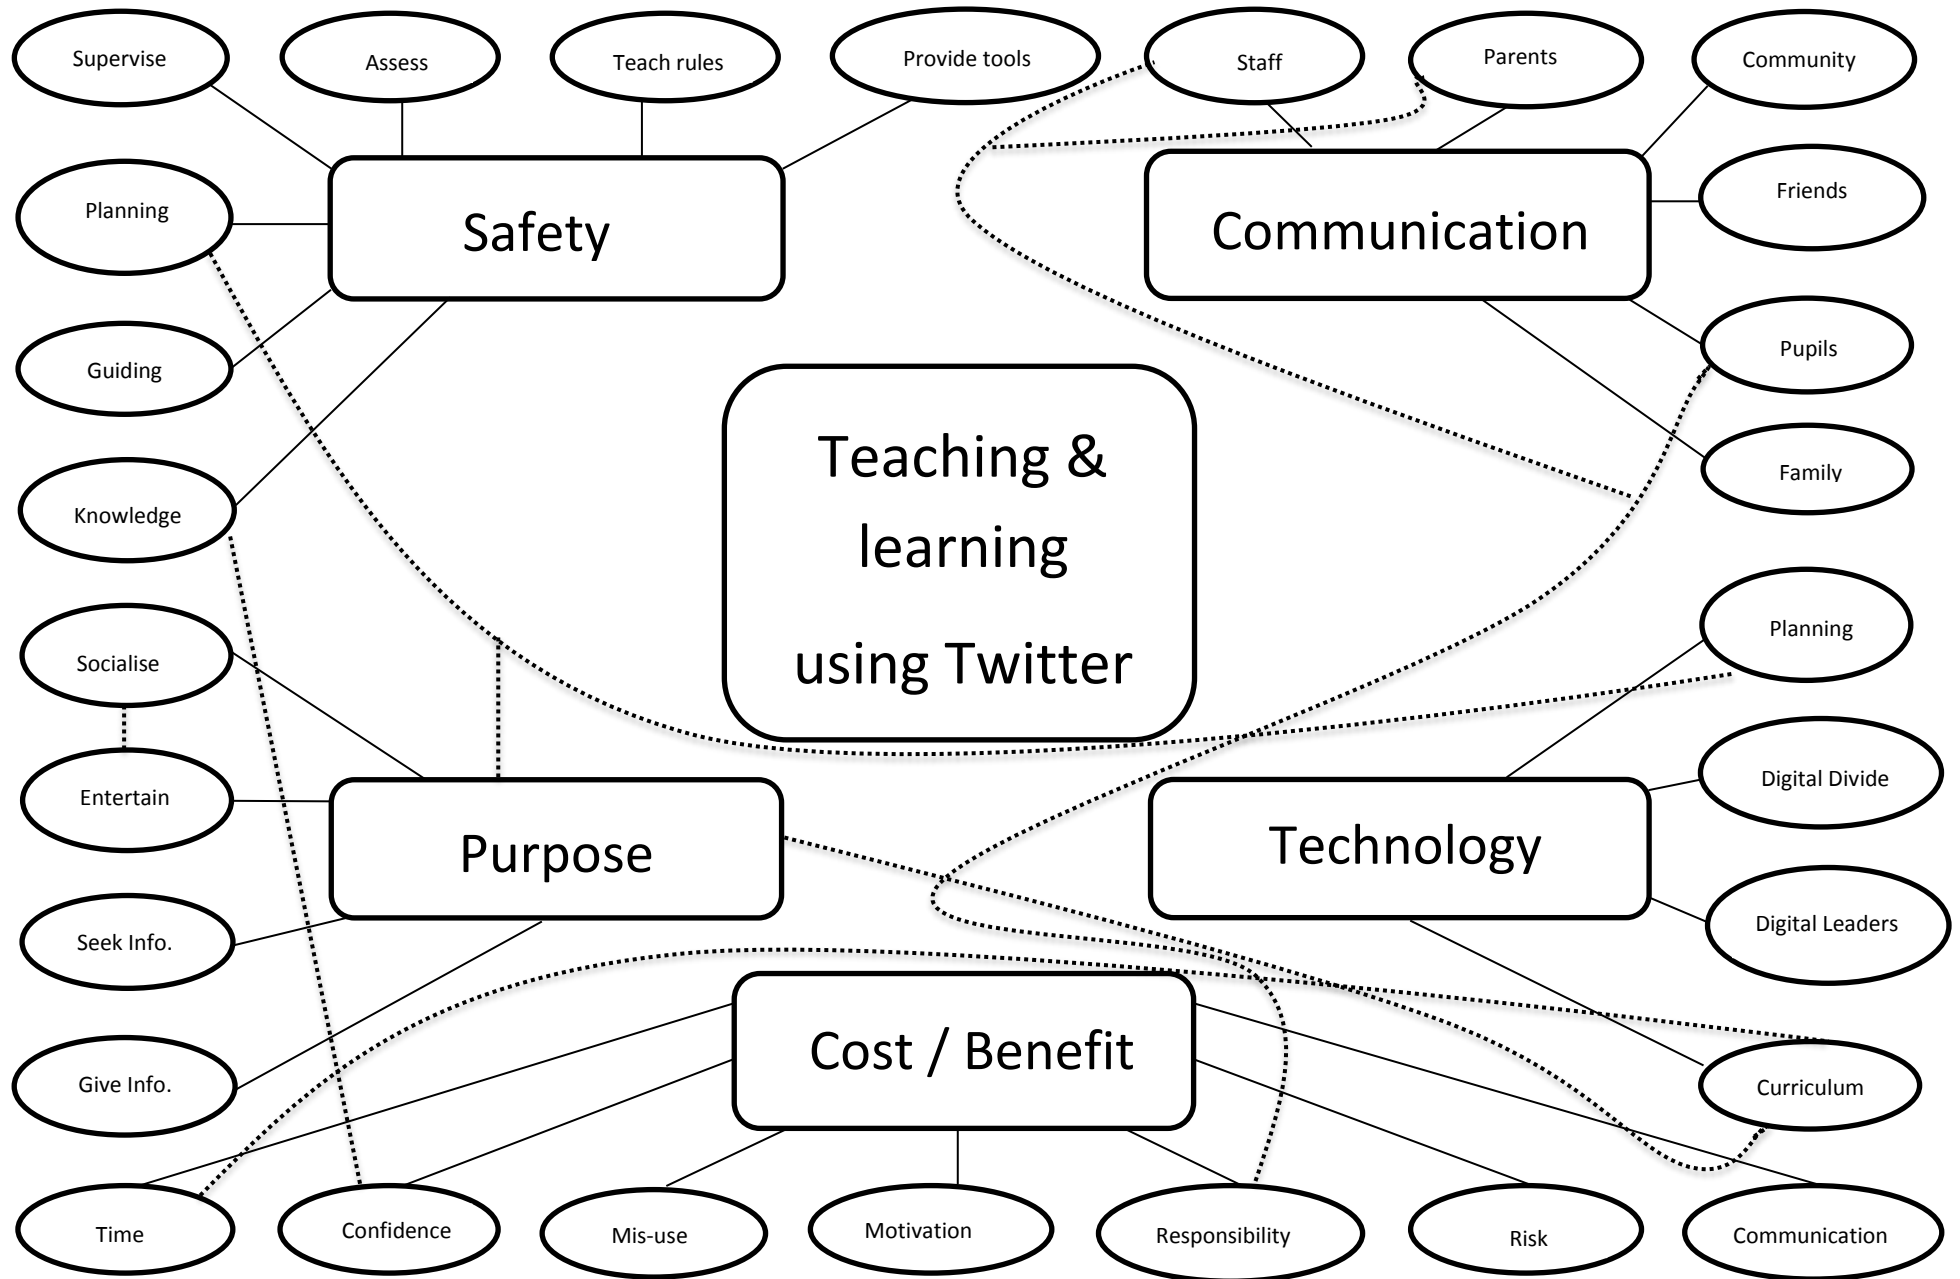 Supervise
Assess
Teach rules
Provide tools
Staff
Parents
Community
Planning
Safety
Communication
Friends
Guiding
Pupils
Knowledge
Teaching &
learning
using Twitter
Family
Socialise
Planning
Entertain
Digital Divide
Purpose
Technology
Seek Info.
Digital Leaders
Give Info.
Cost / Benefit
Curriculum
Time
Confidence
Mis-use
Motivation
Responsibility
Risk
Communication